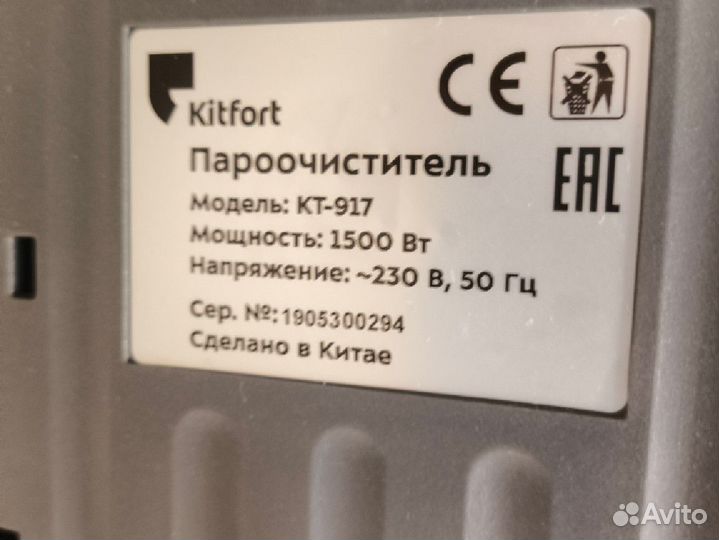 Kitfort
CE
Пароочиститель
EAC
Модель: КТ-917
Мощность: 1500 Вт
Напряжение: ~230 В, 50 Гц
Сер. №:1905300294
Сделано в Китае
Avito